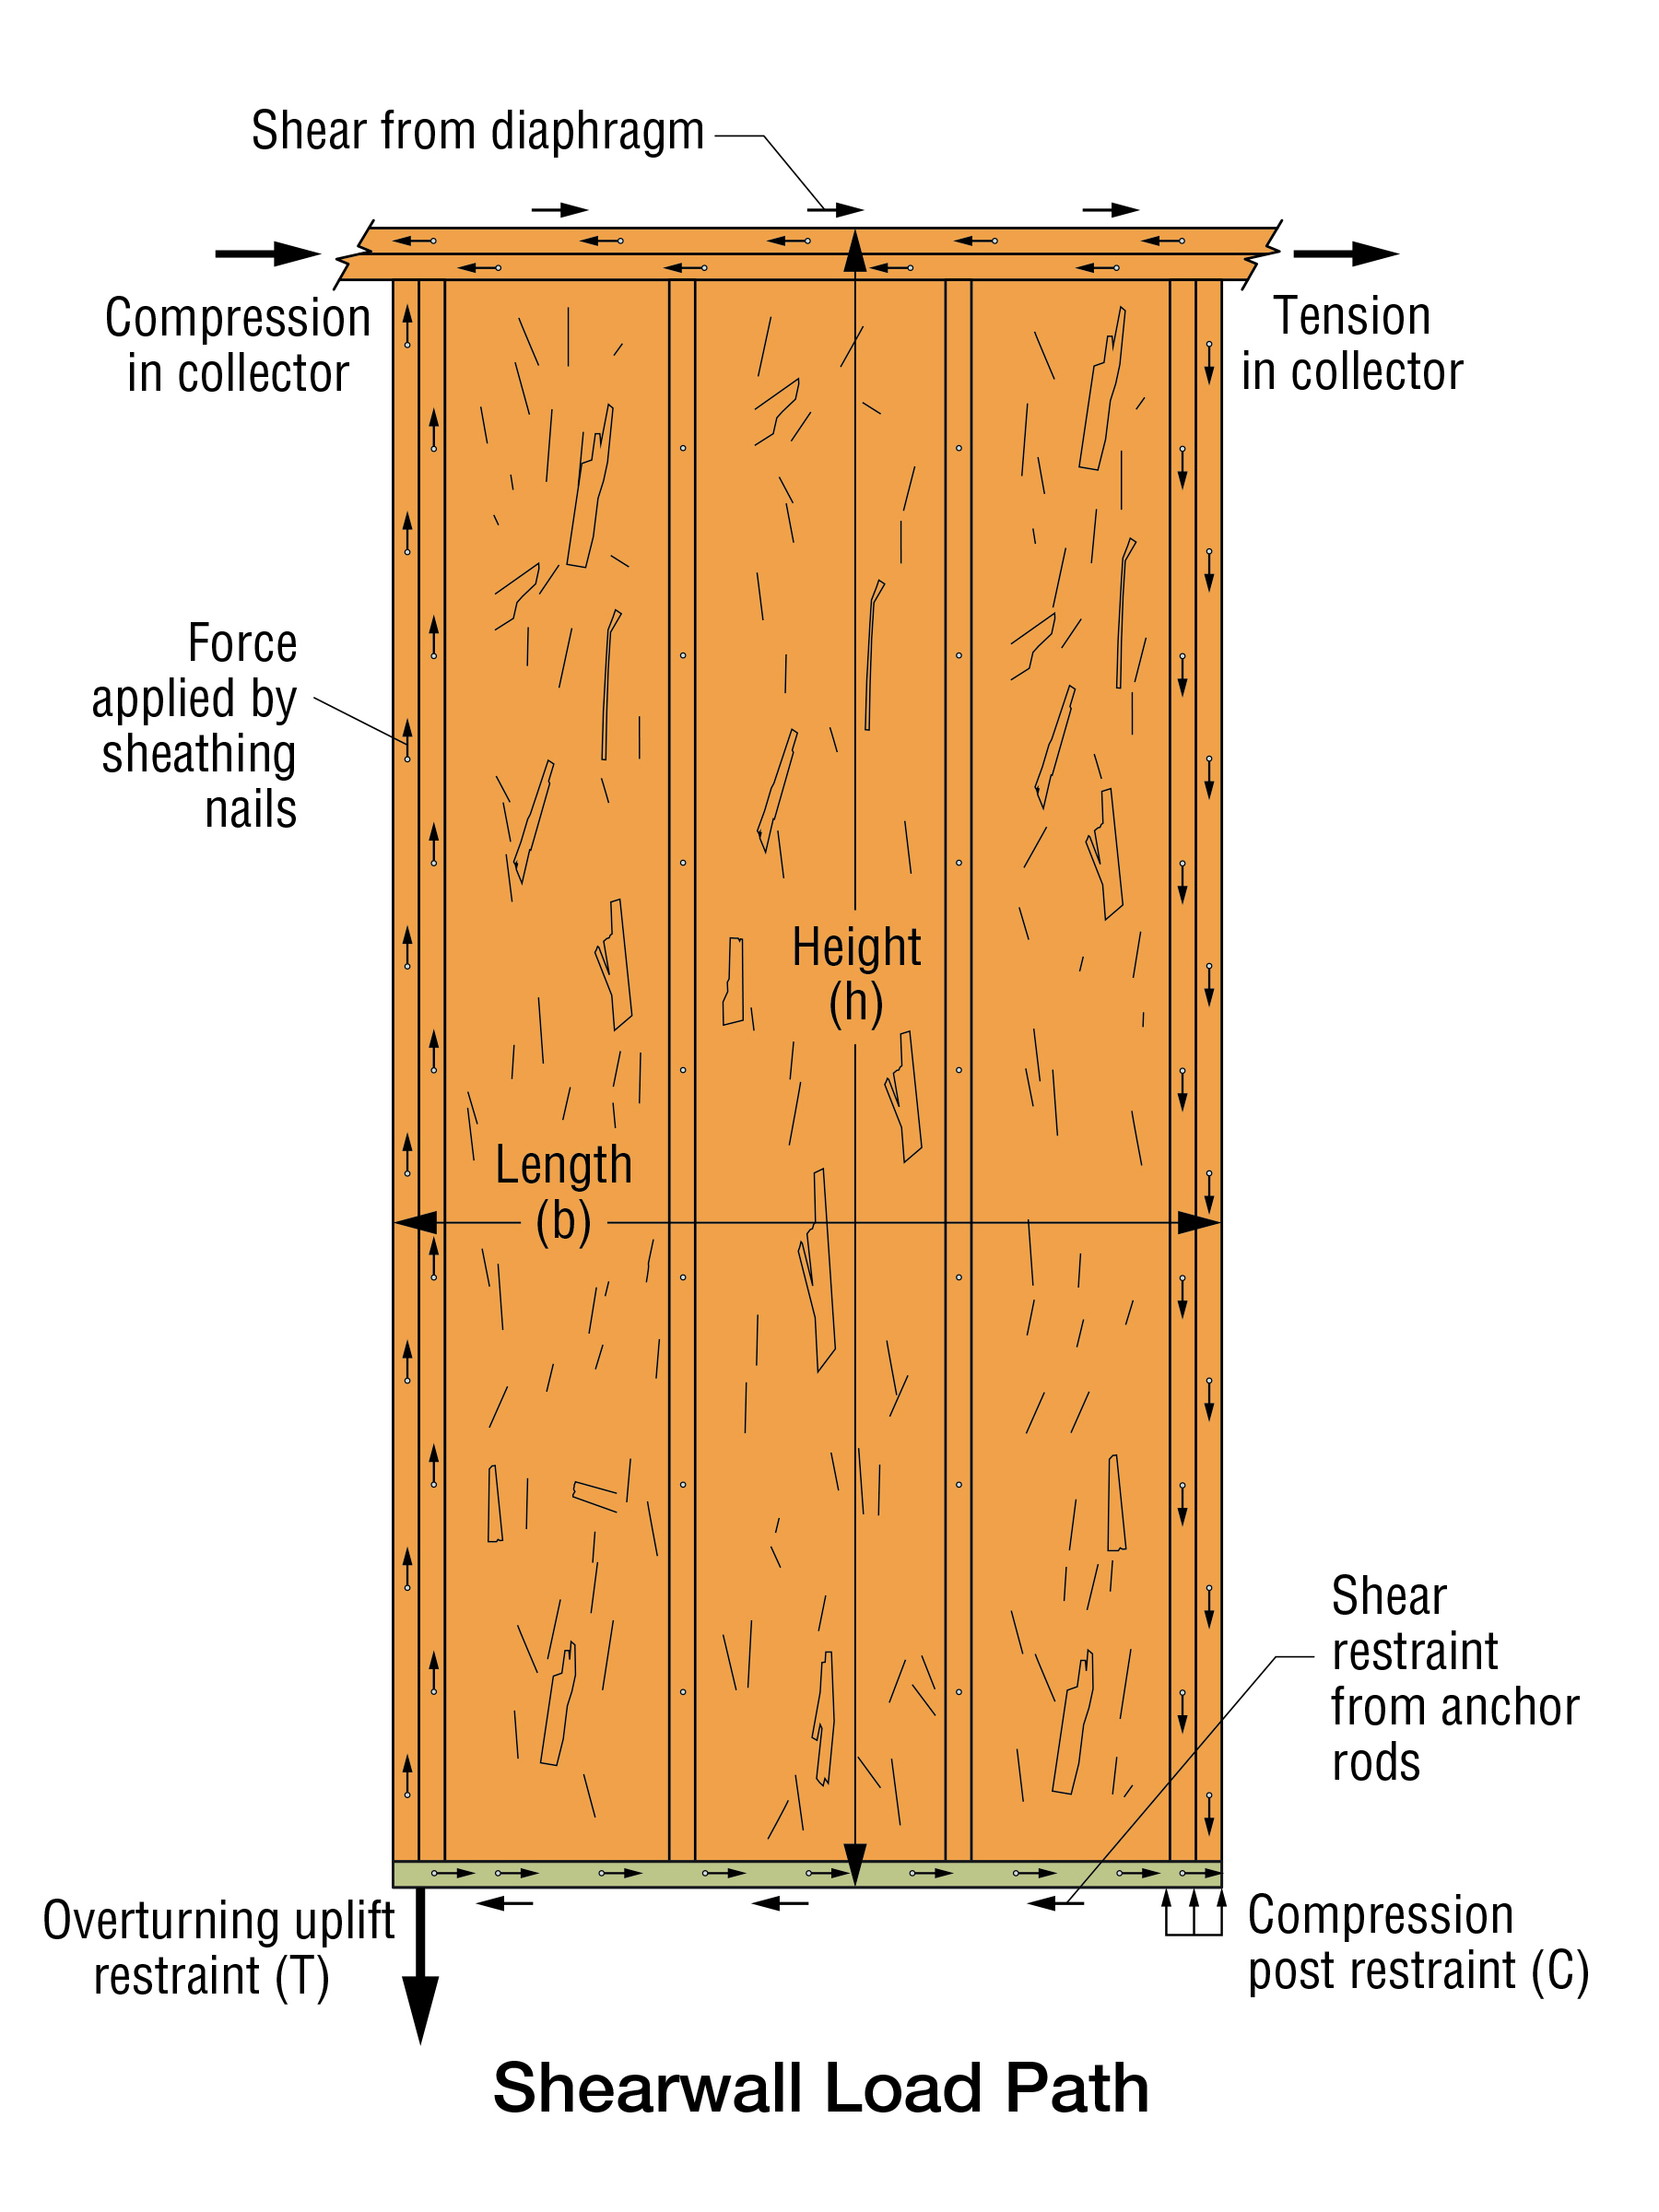 Shear from diaphragm
Compression
in collector
Tension
in collector
Force
applied by
sheathing
nails
Height
(h)
Length
(b)
Shear
restraint
from anchor
rods
Overturning uplift
restraint (T)
Compression
post restraint (C)
Shearwall Load Path